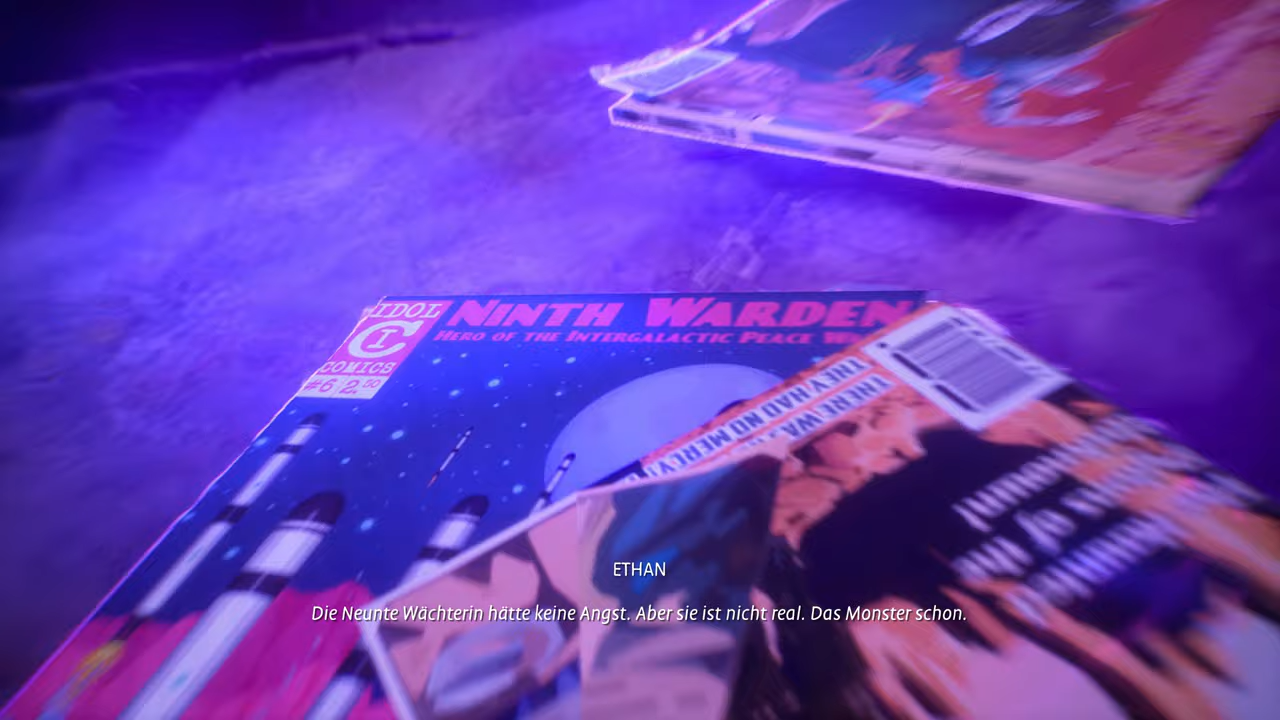 IDOL
C I
COMICS
#6 2.50
NINTH WARDEN
HERO OF THE INTERGALACTIC PEACE
THEY HAD NO MERCY!
THERE
ETHAN
Die Neunte Wächterin hätte keine Angst. Aber sie ist nicht real. Das Monster schon.